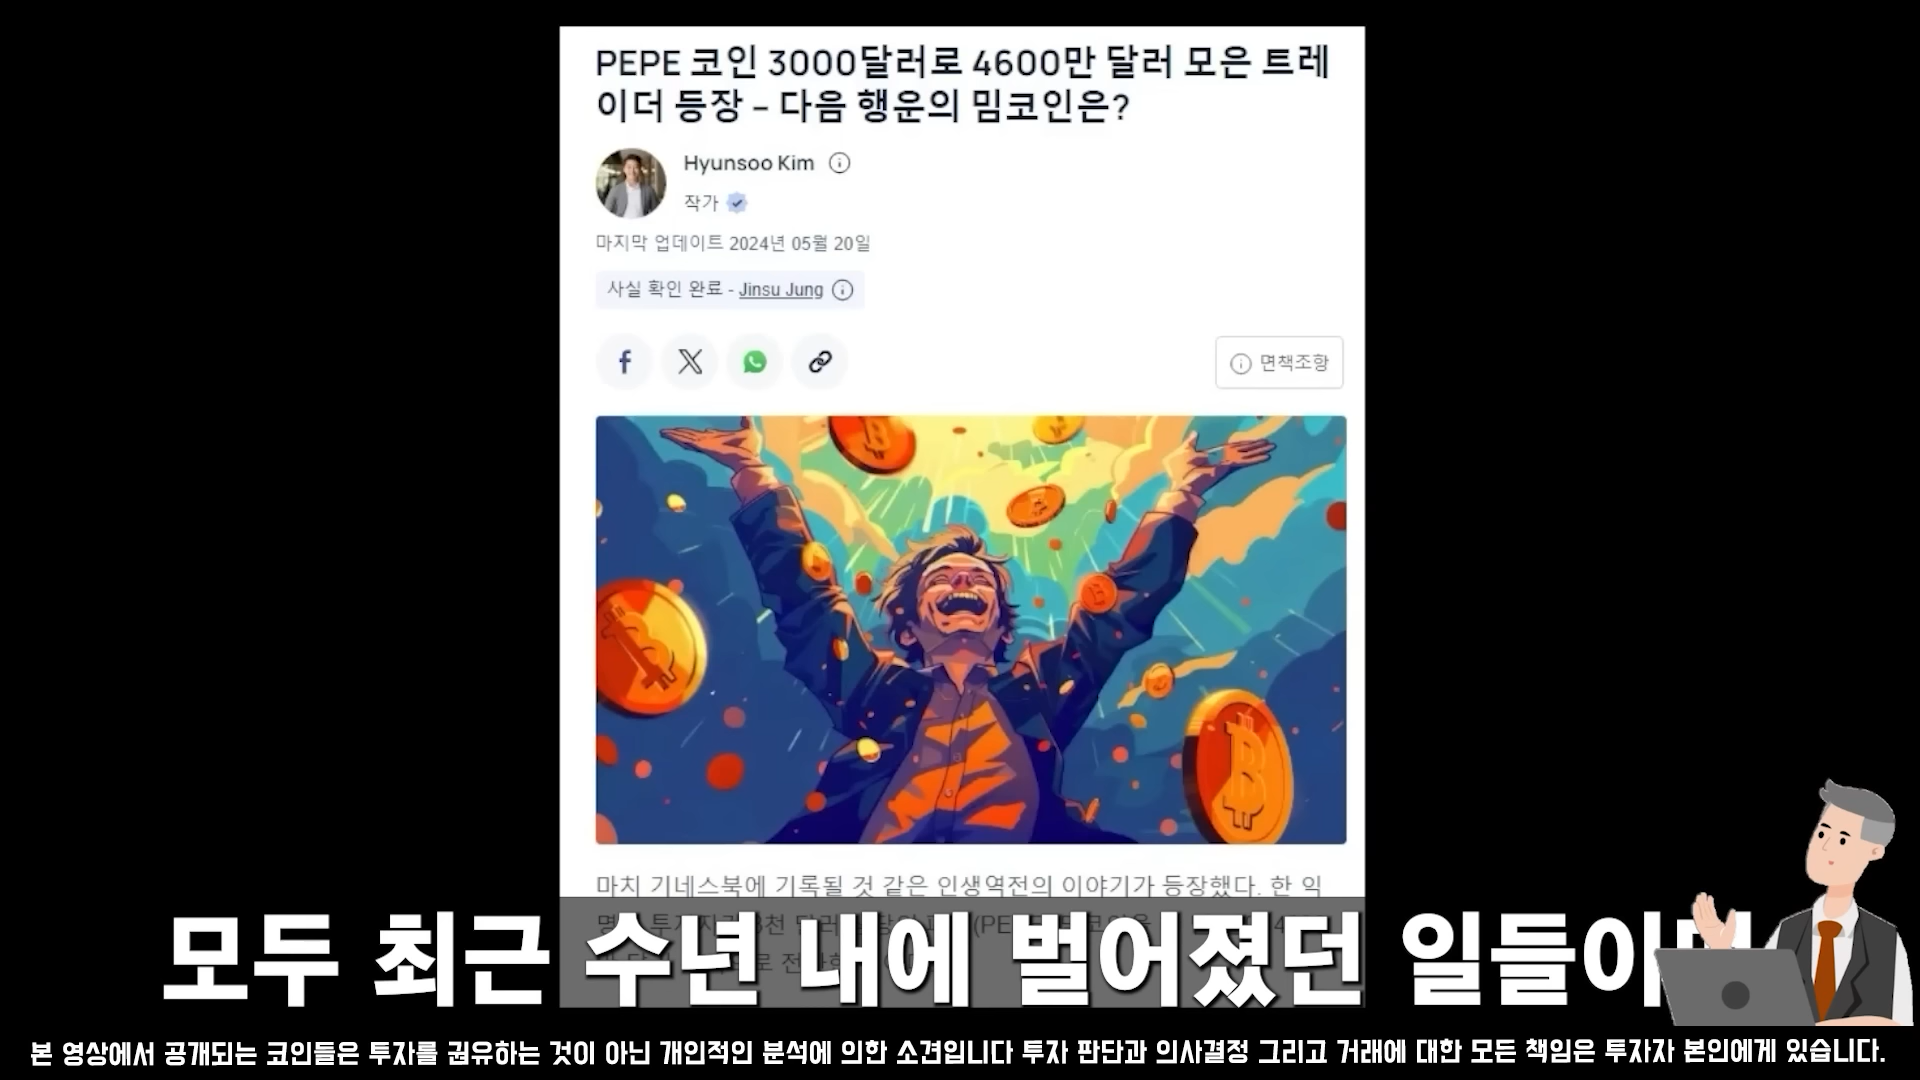 PEPE 코인 3000달러로 4600만 달러 모은 트레
이더 등장 – 다음 행운의 밈코인은?
Hyunsoo Kim
작가
마지막 업데이트 2024년 05월 20일
사실 확인 완료 - Jinsu Jung
면책조항
마치 기네스북에 기록될 것 같은 인생역전의 이야기가 등장했다. 한 익
모두 최근 수년 내에 벌어졌던
본 영상에서 공개되는 코인들은 투자를 권유하는 것이 아닌 개인적인 분석에 의한 소견입니다 투자 판단과 의사결정 그리고 거래에 대한 모든 책임은 투자자 본인에게 있습니다.